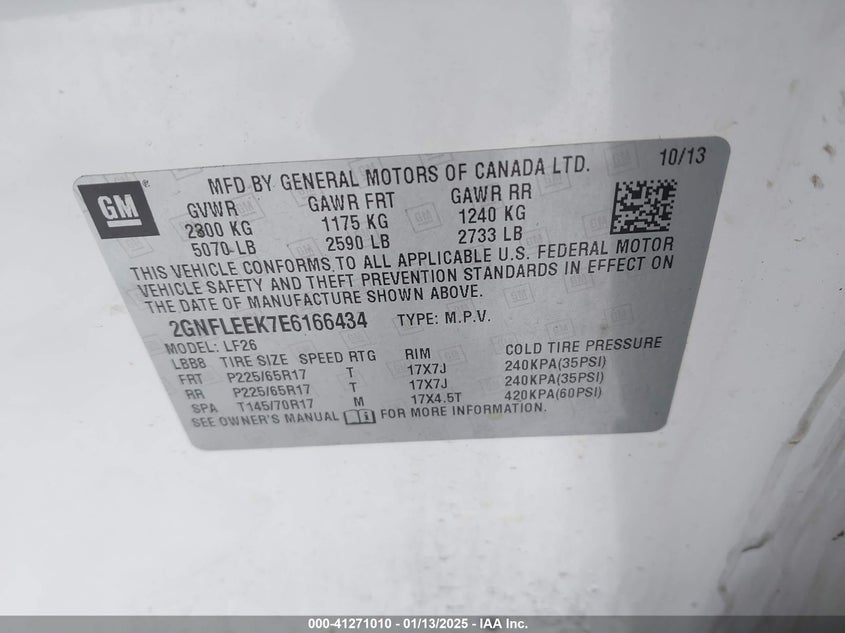 GM
MFD BY GENERAL MOTORS OF CANADA LTD. 10/13
GVWR GAWR FRT GAWR RR
2300 KG 1175 KG 1240 KG
5070 LB 2590 LB 2733 LB
THIS VEHICLE CONFORMS TO ALL APPLICABLE U.S. FEDERAL MOTOR
VEHICLE SAFETY AND THEFT PREVENTION STANDARDS IN EFFECT ON
THE DATE OF MANUFACTURE SHOWN ABOVE.
2GNFLEEK7E6166434 TYPE: M.P.V.
MODEL: LF26
LBB8 TIRE SIZE SPEED RTG RIM COLD TIRE PRESSURE
FRT P225/65R17 T 17X7J 240KPA(35PSI)
RR P225/65R17 T 17X7J 240KPA(35PSI)
SPA T145/70R17 M 17X4.5T 420KPA(60PSI)
SEE OWNER'S MANUAL FOR MORE INFORMATION.
000-41271010 - 01/13/2025 - IAA Inc.